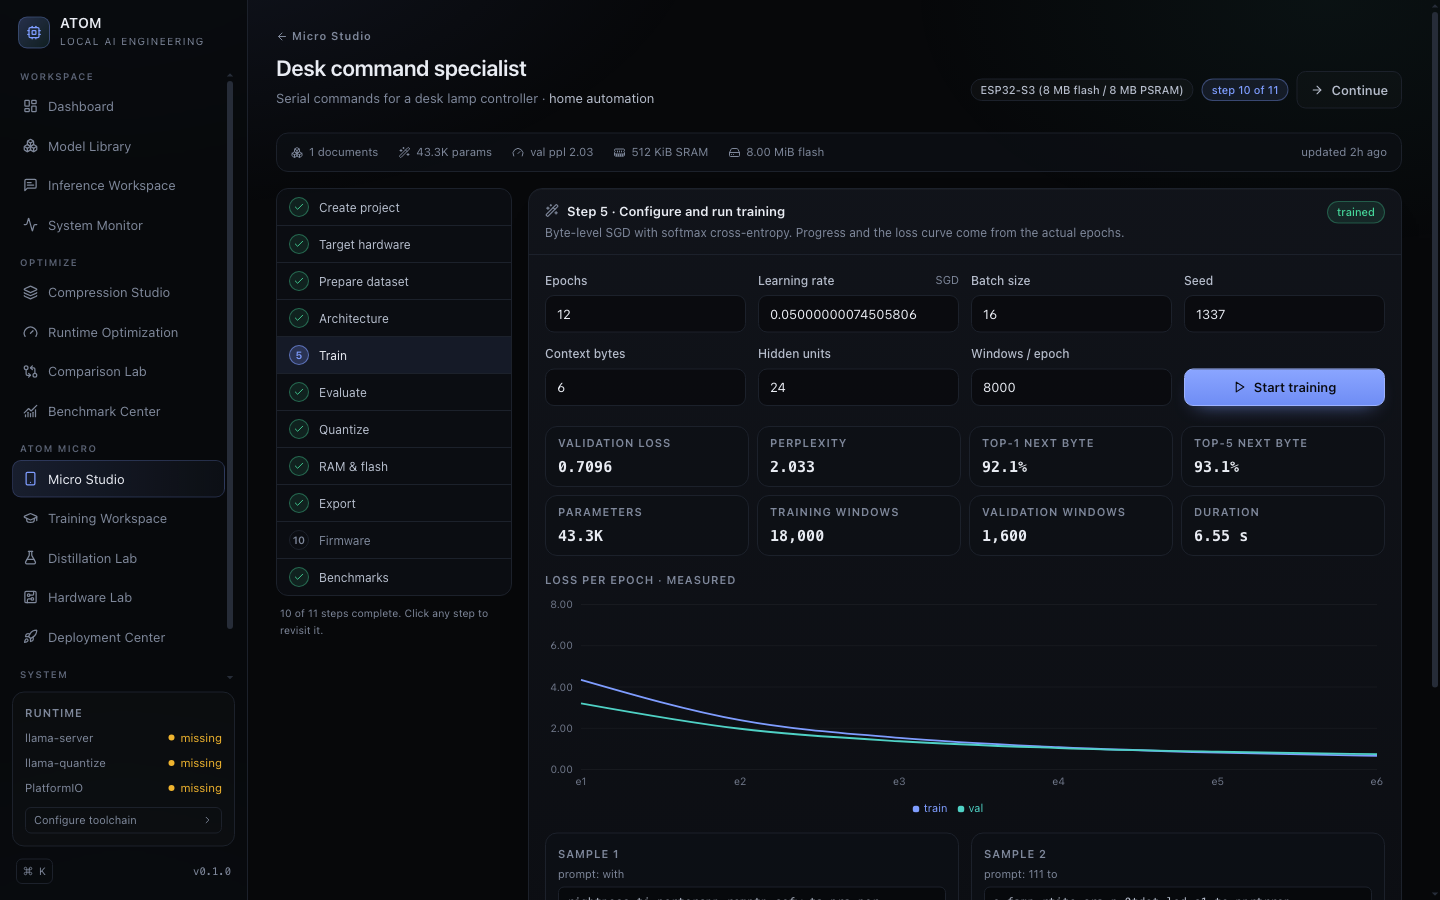 ATOM
LOCAL AI ENGINEERING
WORKSPACE
Dashboard
Model Library
Inference Workspace
System Monitor
OPTIMIZE
Compression Studio
Runtime Optimization
Comparison Lab
Benchmark Center
ATOM MICRO
Micro Studio
Training Workspace
Distillation Lab
Hardware Lab
Deployment Center
SYSTEM
RUNTIME
llama-server missing
llama-quantize missing
PlatformIO missing
Configure toolchain
⌘ K v0.1.0
← Micro Studio
Desk command specialist
Serial commands for a desk lamp controller · home automation
ESP32-S3 (8 MB flash / 8 MB PSRAM) step 10 of 11 → Continue
1 documents 43.3K params val ppl 2.03 512 KiB SRAM 8.00 MiB flash updated 2h ago
Create project
Target hardware
Prepare dataset
Architecture
5 Train
Evaluate
Quantize
RAM & flash
Export
10 Firmware
Benchmarks
10 of 11 steps complete. Click any step to
revisit it.
Step 5 · Configure and run training trained
Byte-level SGD with softmax cross-entropy. Progress and the loss curve come from the actual epochs.
Epochs Learning rate SGD Batch size Seed
12 0.05000000074505806 16 1337
Context bytes Hidden units Windows / epoch
6 24 8000 Start training
VALIDATION LOSS PERPLEXITY TOP-1 NEXT BYTE TOP-5 NEXT BYTE
0.7096 2.033 92.1% 93.1%
PARAMETERS TRAINING WINDOWS VALIDATION WINDOWS DURATION
43.3K 18,000 1,600 6.55 s
LOSS PER EPOCH · MEASURED
8.00
6.00
4.00
2.00
0.00
e1 e2 e3 e4 e5 e6
train val
SAMPLE 1 SAMPLE 2
prompt: with prompt: 111 to